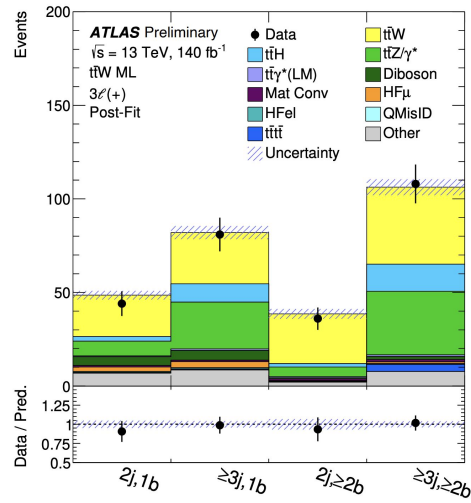 Events
200
150
100
50
0
ATLAS Preliminary
√s = 13 TeV, 140 fb⁻¹
tt̄W ML
3ℓ(+)
Post-Fit
Data
tt̄H
tt̄γ*(LM)
Mat Conv
HFel
tt̄tt̄
Uncertainty
tt̄W
tt̄Z/γ*
Diboson
HFμ
QMisID
Other
Data / Pred.
1.25
1
0.75
0.5
2j,1b
≥3j,1b
2j,≥2b
≥3j,≥2b